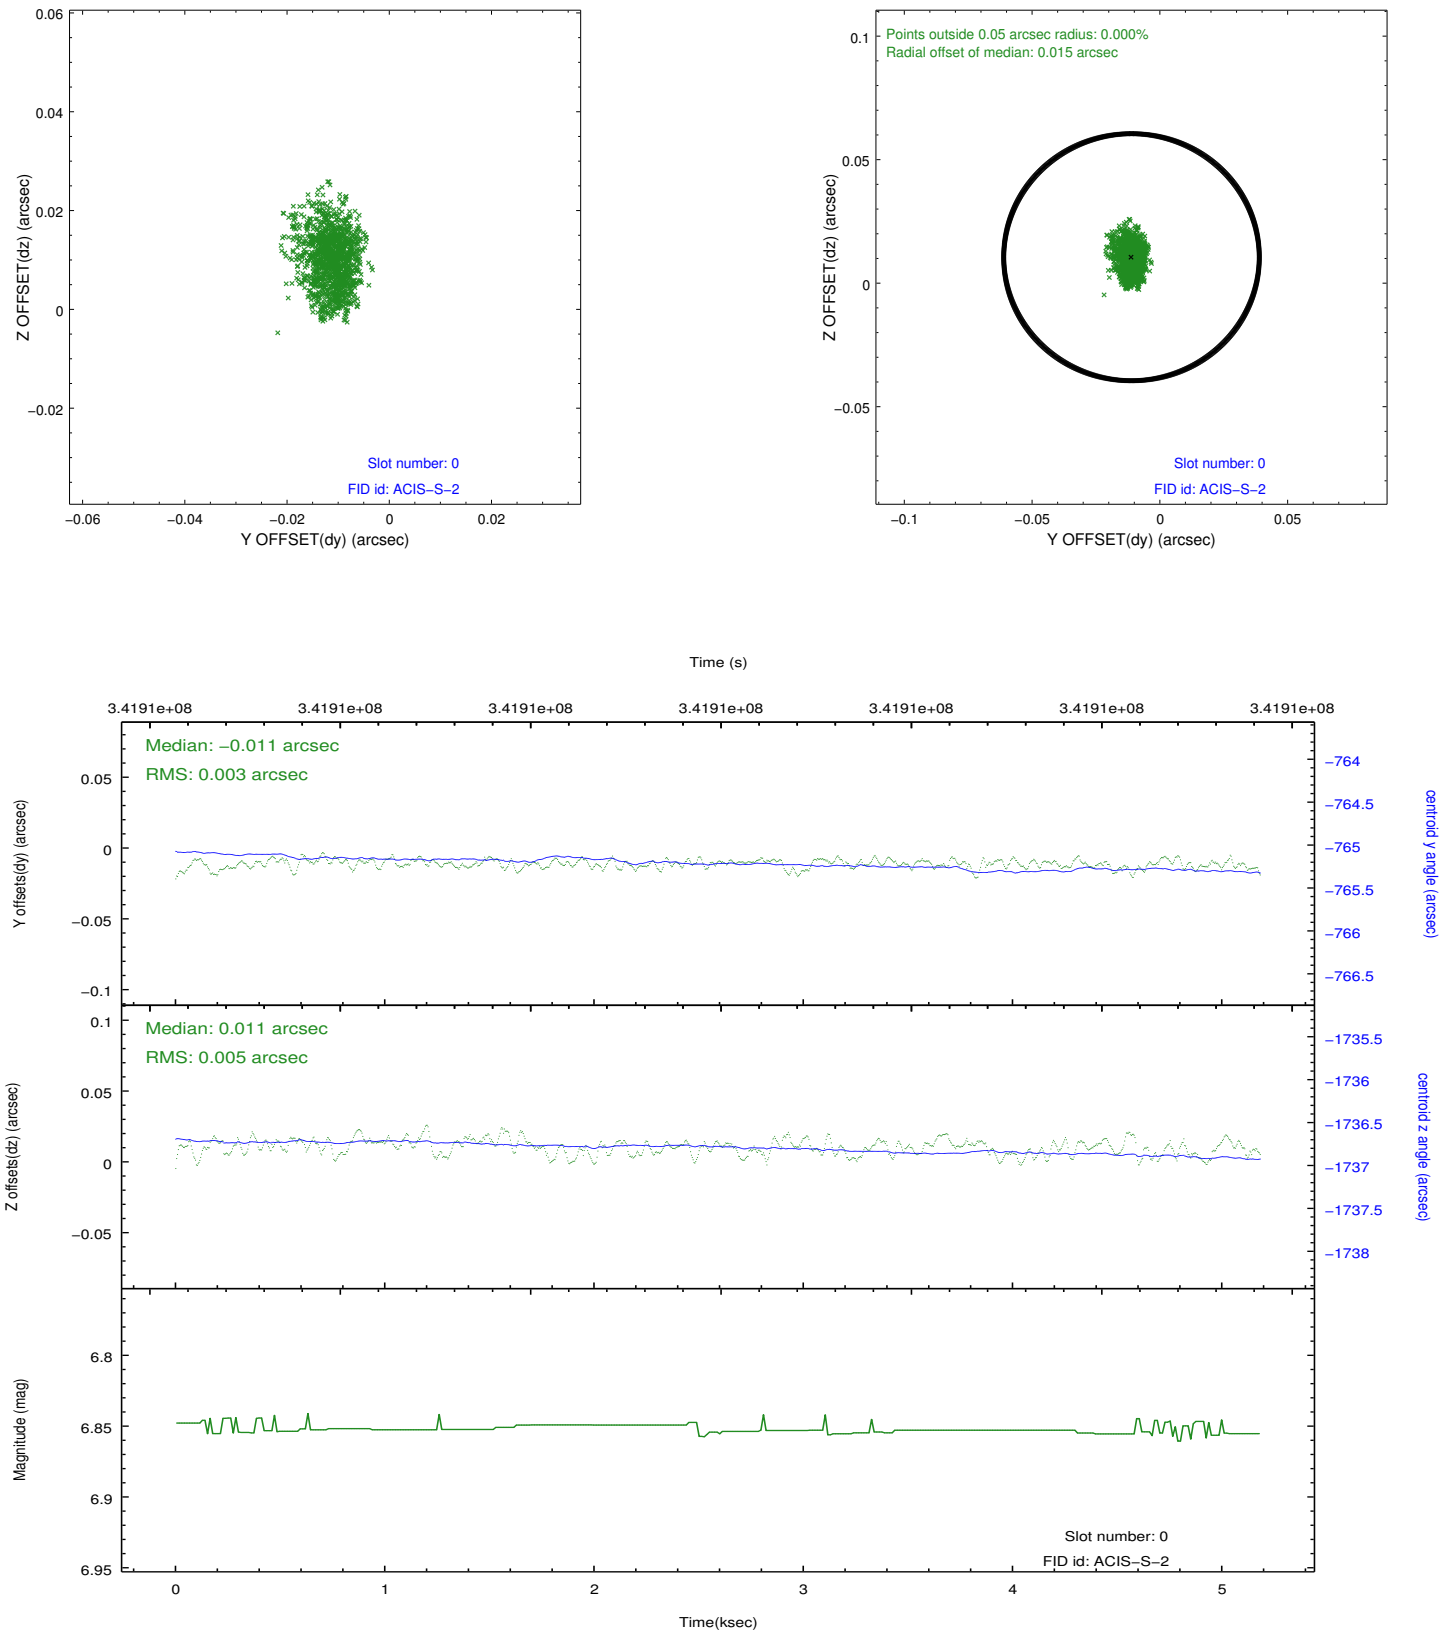 0.06
0.04
0.02
0
−0.02
Z OFFSET(dz) (arcsec)
Slot number: 0
FID id: ACIS−S−2
−0.06
−0.04
−0.02
0
0.02
Y OFFSET(dy) (arcsec)
Points outside 0.05 arcsec radius: 0.000%
Radial offset of median: 0.015 arcsec
0.1
0.05
0
−0.05
Z OFFSET(dz) (arcsec)
Slot number: 0
FID id: ACIS−S−2
−0.1
−0.05
0
0.05
Y OFFSET(dy) (arcsec)
Time (s)
3.4191e+08 3.4191e+08 3.4191e+08 3.4191e+08 3.4191e+08 3.4191e+08 3.4191e+08
Median: −0.011 arcsec
RMS: 0.003 arcsec
0.05
0
−0.05
−0.1
Y offsets(dy) (arcsec)
−764
−764.5
−765
−765.5
−766
−766.5
centroid y angle (arcsec)
Median: 0.011 arcsec
RMS: 0.005 arcsec
0.1
0.05
0
−0.05
Z offsets(dz) (arcsec)
−1735.5
−1736
−1736.5
−1737
−1737.5
−1738
centroid z angle (arcsec)
6.8
6.85
6.9
6.95
Magnitude (mag)
Slot number: 0
FID id: ACIS−S−2
0 1 2 3 4 5
Time(ksec)